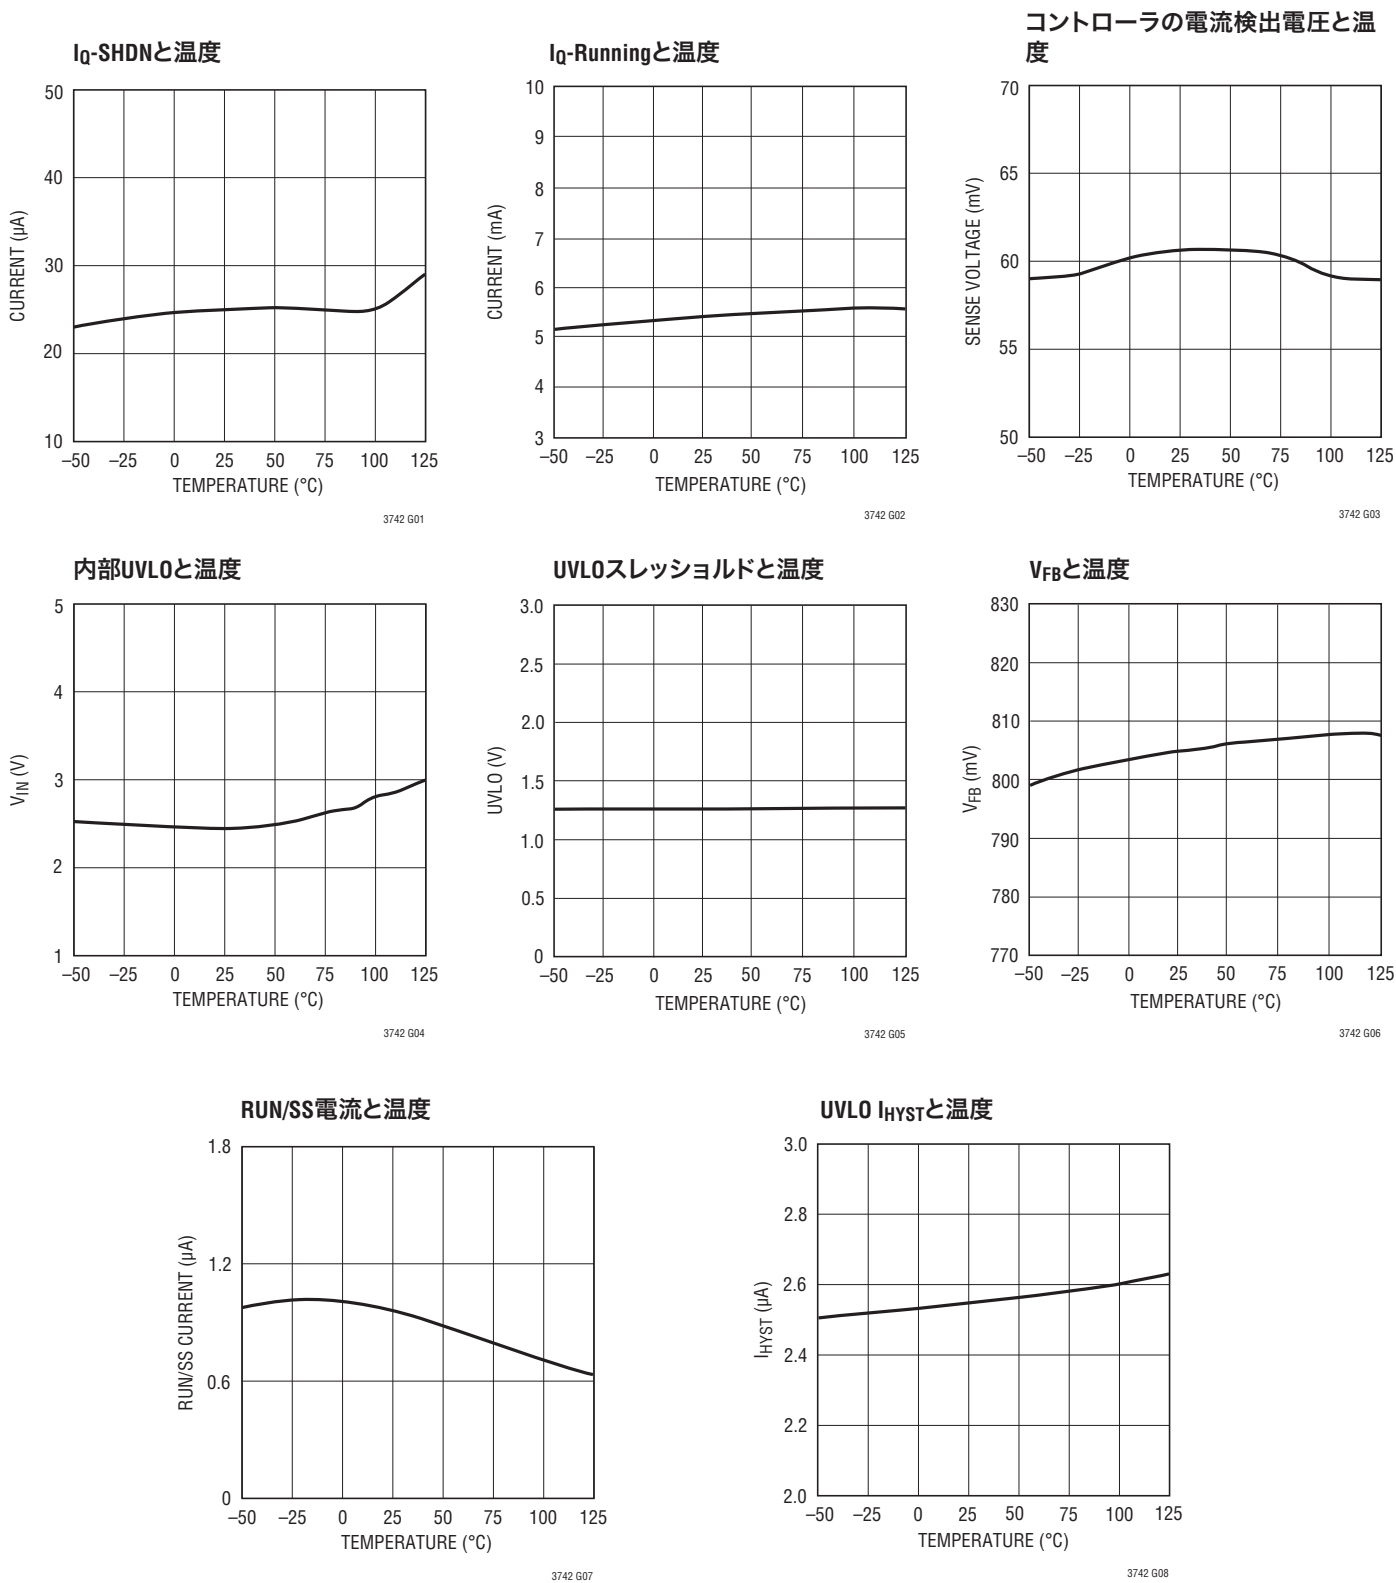 IQ-SHDNと温度
50
40
30
20
10
CURRENT (µA)
–50 –25 0 25 50 75 100 125
TEMPERATURE (°C)
3742 G01
IQ-Runningと温度
10
9
8
7
6
5
4
3
CURRENT (mA)
–50 –25 0 25 50 75 100 125
TEMPERATURE (°C)
3742 G02
コントローラの電流検出電圧と温
度
70
65
60
55
50
SENSE VOLTAGE (mV)
–50 –25 0 25 50 75 100 125
TEMPERATURE (°C)
3742 G03
内部UVLOと温度
5
4
3
2
1
VIN (V)
–50 –25 0 25 50 75 100 125
TEMPERATURE (°C)
3742 G04
UVLOスレッショルドと温度
3.0
2.5
2.0
1.5
1.0
0.5
0
UVLO (V)
–50 –25 0 25 50 75 100 125
TEMPERATURE (°C)
3742 G05
VFBと温度
830
820
810
800
790
780
770
VFB (mV)
–50 –25 0 25 50 75 100 125
TEMPERATURE (°C)
3742 G06
RUN/SS電流と温度
1.8
1.2
0.6
0
RUN/SS CURRENT (µA)
–50 –25 0 25 50 75 100 125
TEMPERATURE (°C)
3742 G07
UVLO IHYSTと温度
3.0
2.8
2.6
2.4
2.2
2.0
IHYST (µA)
–50 –25 0 25 50 75 100 125
TEMPERATURE (°C)
3742 G08